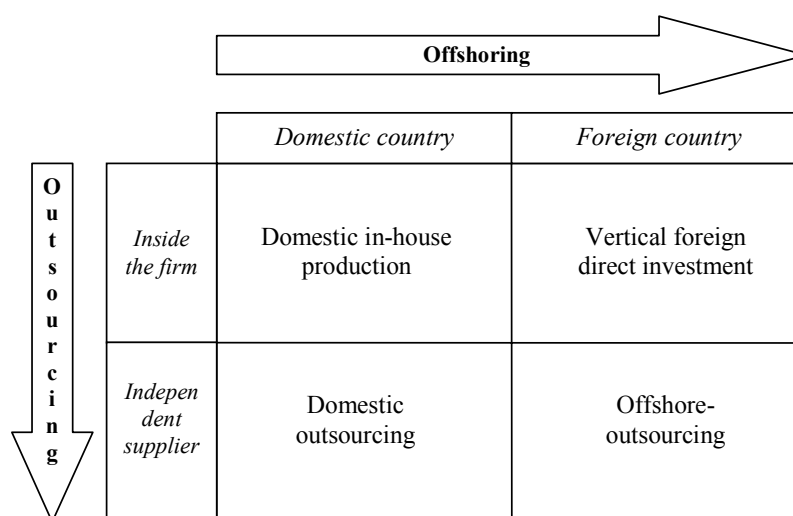 Offshoring
Domestic country
Foreign country
Outsourcing
Inside
the firm
Domestic in-house
production
Vertical foreign
direct investment
Indepen
dent
supplier
Domestic
outsourcing
Offshore-
outsourcing